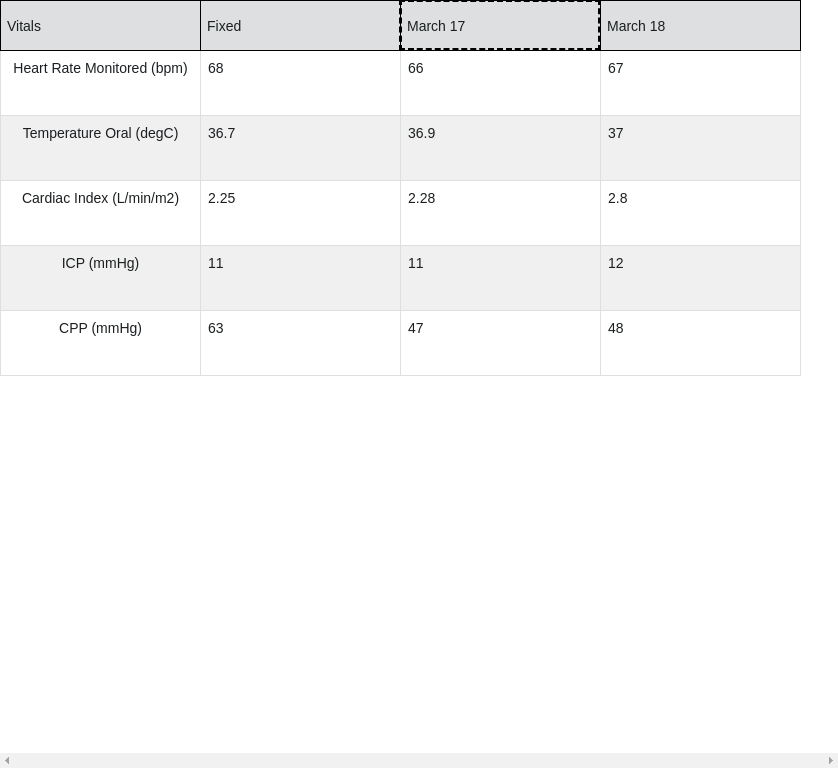 Vitals Fixed March 17 March 18
Heart Rate Monitored (bpm) 68 66 67
Temperature Oral (degC) 36.7 36.9 37
Cardiac Index (L/min/m2) 2.25 2.28 2.8
ICP (mmHg) 11 11 12
CPP (mmHg) 63 47 48